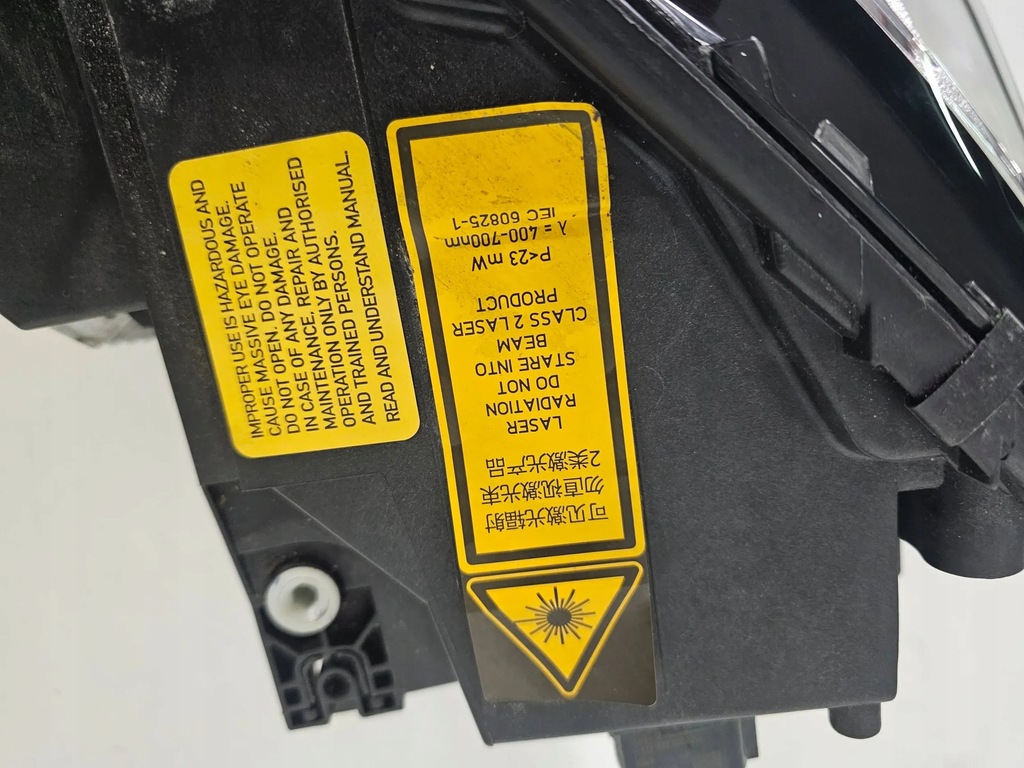 IMPROPER USE IS HAZARDOUS AND
CAUSE MASSIVE EYE DAMAGE.
DO NOT OPEN. DO NOT OPERATE
IN CASE OF ANY DAMAGE.
MAINTENANCE, REPAIR AND
OPERATION ONLY BY AUTHORISED
AND TRAINED PERSONS.
READ AND UNDERSTAND MANUAL.
可见激光辐射
勿直视激光束
2类激光产品
LASER
RADIATION
DO NOT
STARE INTO
BEAM
CLASS 2 LASER
PRODUCT
P<23 mW
λ = 400-700nm
IEC 60825-1